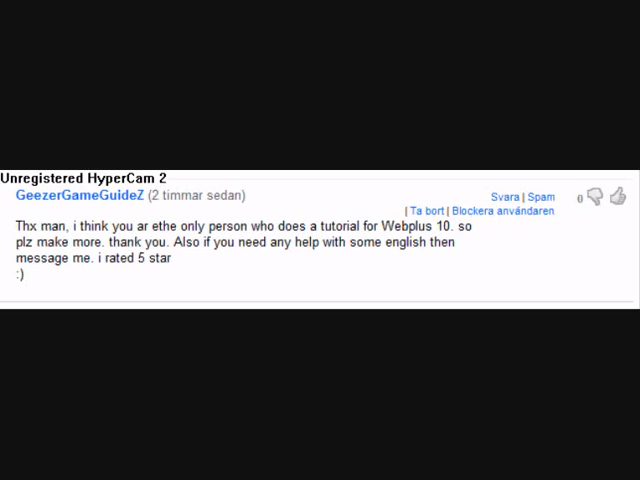 Unregistered HyperCam 2
GeezerGameGuideZ (2 timmar sedan)
Svara | Spam
0
| Ta bort | Blockera användaren
Thx man, i think you ar ethe only person who does a tutorial for Webplus 10. so
plz make more. thank you. Also if you need any help with some english then
message me. i rated 5 star
:)